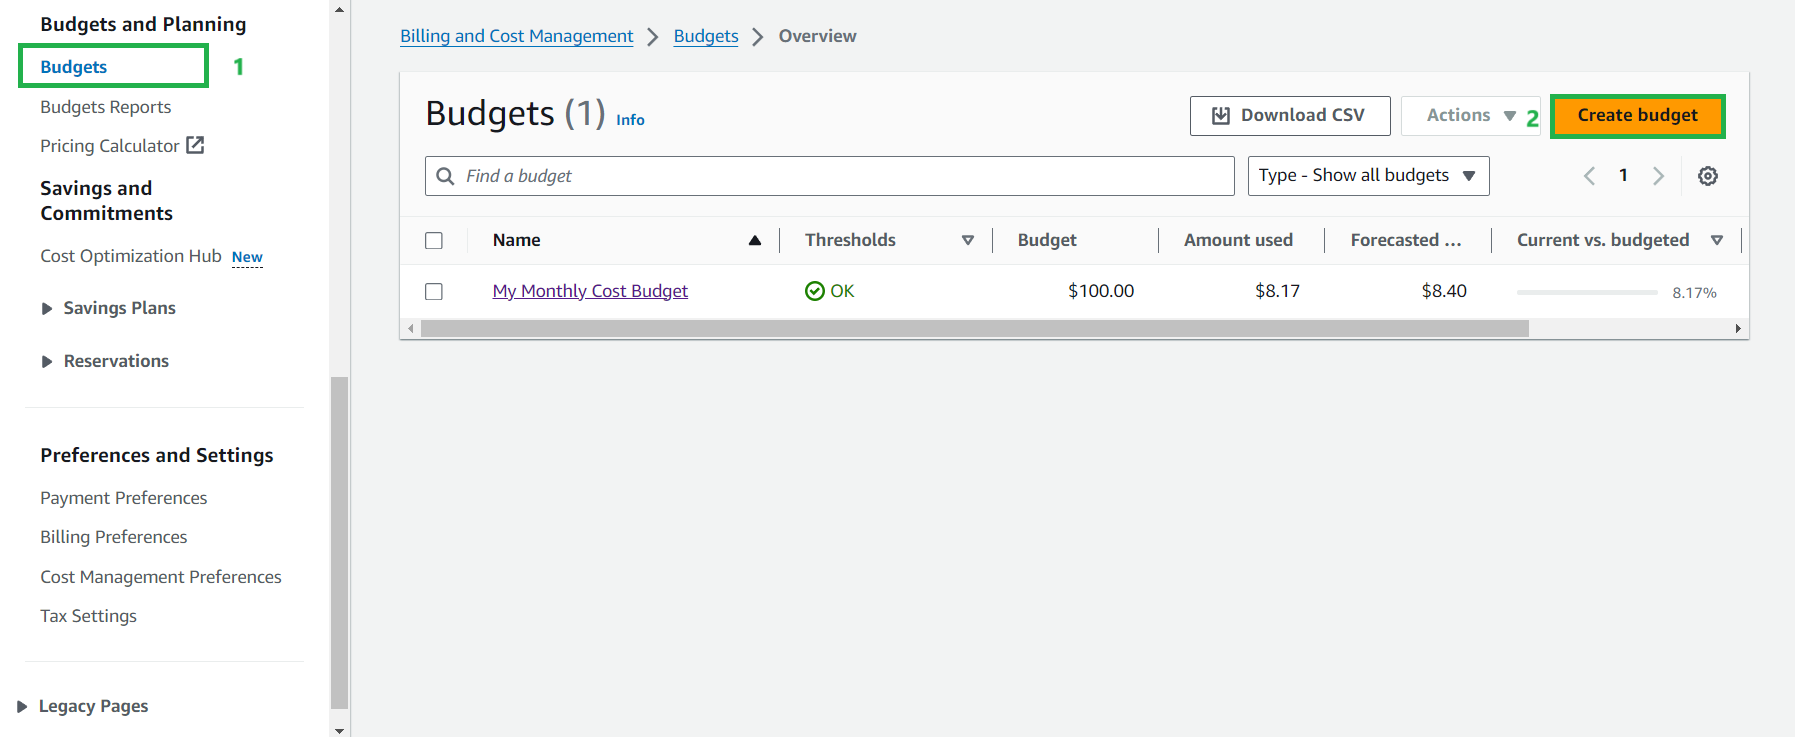 Budgets and Planning
Budgets 1
Budgets Reports
Pricing Calculator
Savings and
Commitments
Cost Optimization Hub New
Savings Plans
Reservations
Preferences and Settings
Payment Preferences
Billing Preferences
Cost Management Preferences
Tax Settings
Legacy Pages
Billing and Cost Management > Budgets > Overview
Budgets (1) Info
Download CSV
Actions 2
Create budget
Find a budget
Type - Show all budgets
1
Name Thresholds Budget Amount used Forecasted ... Current vs. budgeted
My Monthly Cost Budget OK $100.00 $8.17 $8.40 8.17%